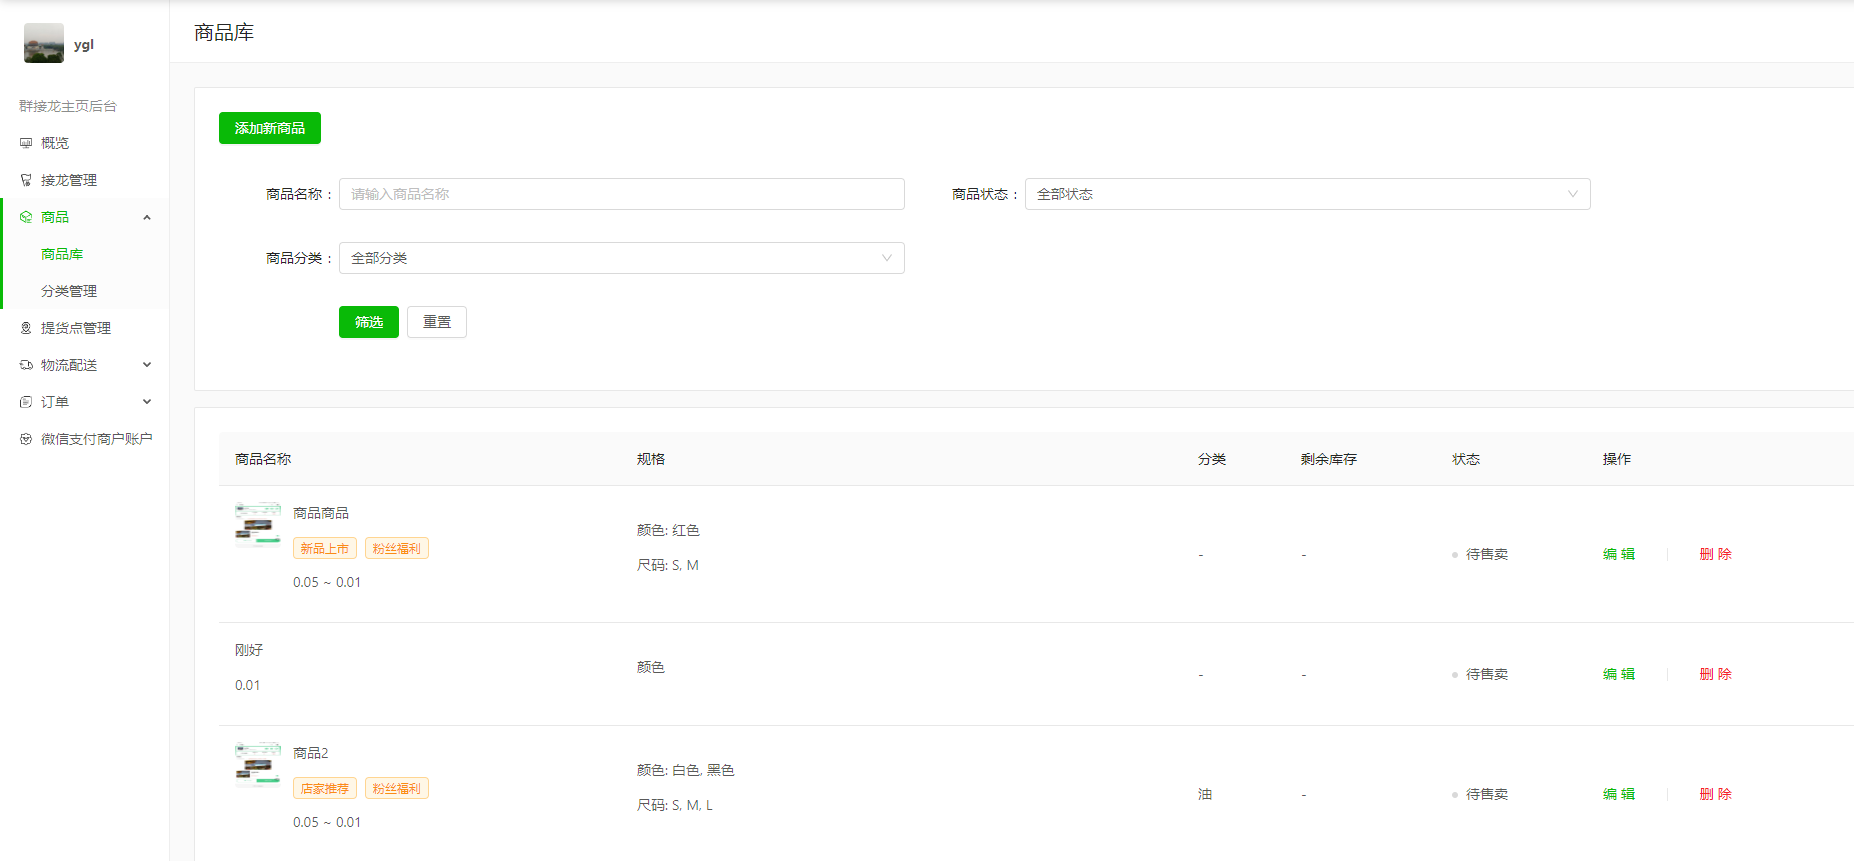 ygl
群接龙主页后台
概览
接龙管理
商品
商品库
分类管理
提货点管理
物流配送
订单
微信支付商户账户
商品库
添加新商品
商品名称： 请输入商品名称 商品状态： 全部状态
商品分类： 全部分类
筛选 重置
商品名称 规格 分类 剩余库存 状态 操作
商品商品
新品上市 粉丝福利
0.05 ~ 0.01
颜色: 红色
尺码: S, M
- - 待售卖 编 辑 删 除
刚好
0.01
颜色
- - 待售卖 编 辑 删 除
商品2
店家推荐 粉丝福利
0.05 ~ 0.01
颜色: 白色, 黑色
尺码: S, M, L
油 - 待售卖 编 辑 删 除